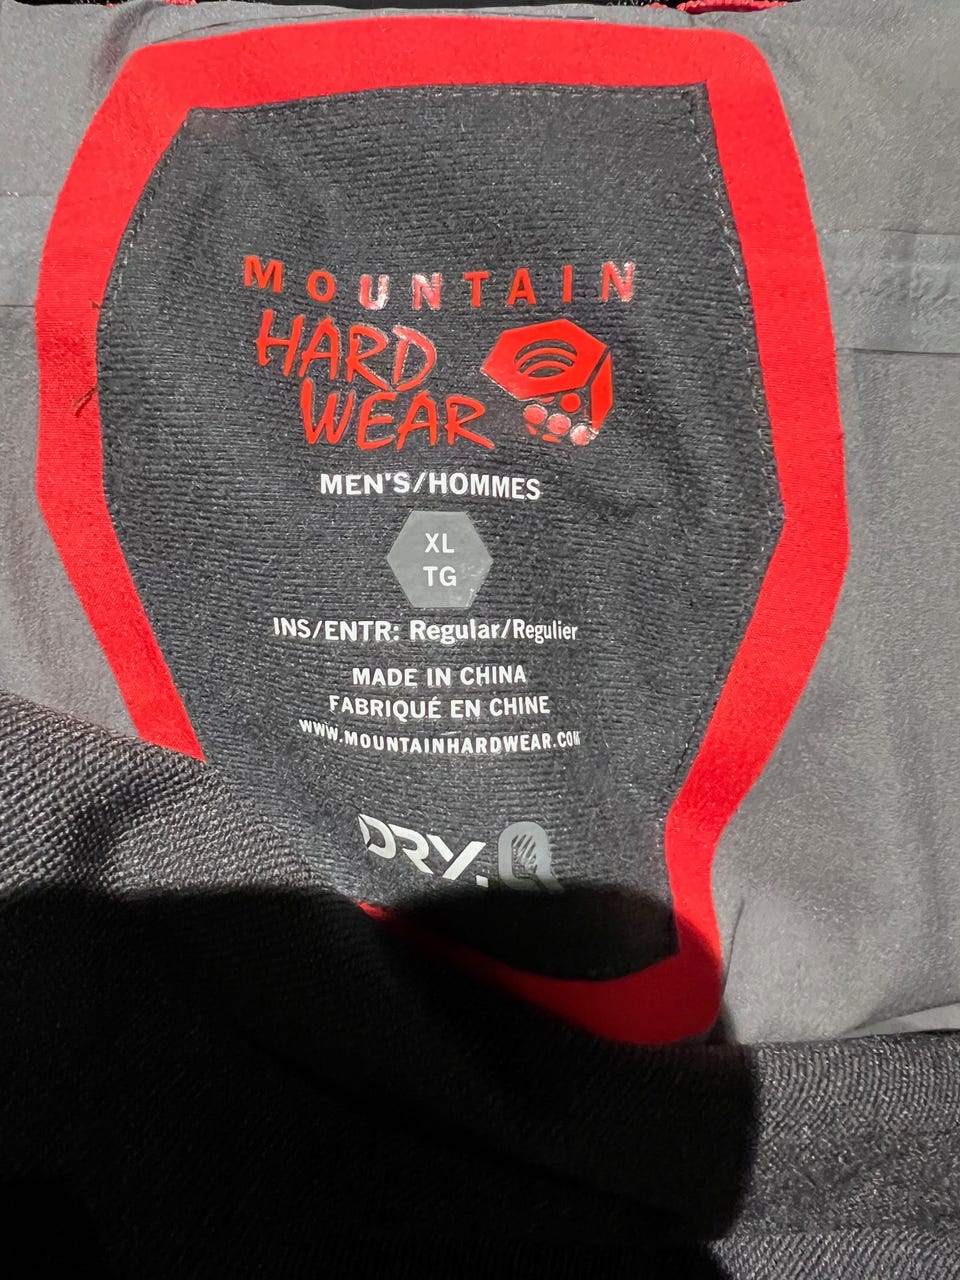 MOUNTAIN
HARD
WEAR
MEN'S/HOMMES
XL
TG
INS/ENTR: Regular/Regulier
MADE IN CHINA
FABRIQUÉ EN CHINE
WWW.MOUNTAINHARDWEAR.COM
DRY.Q